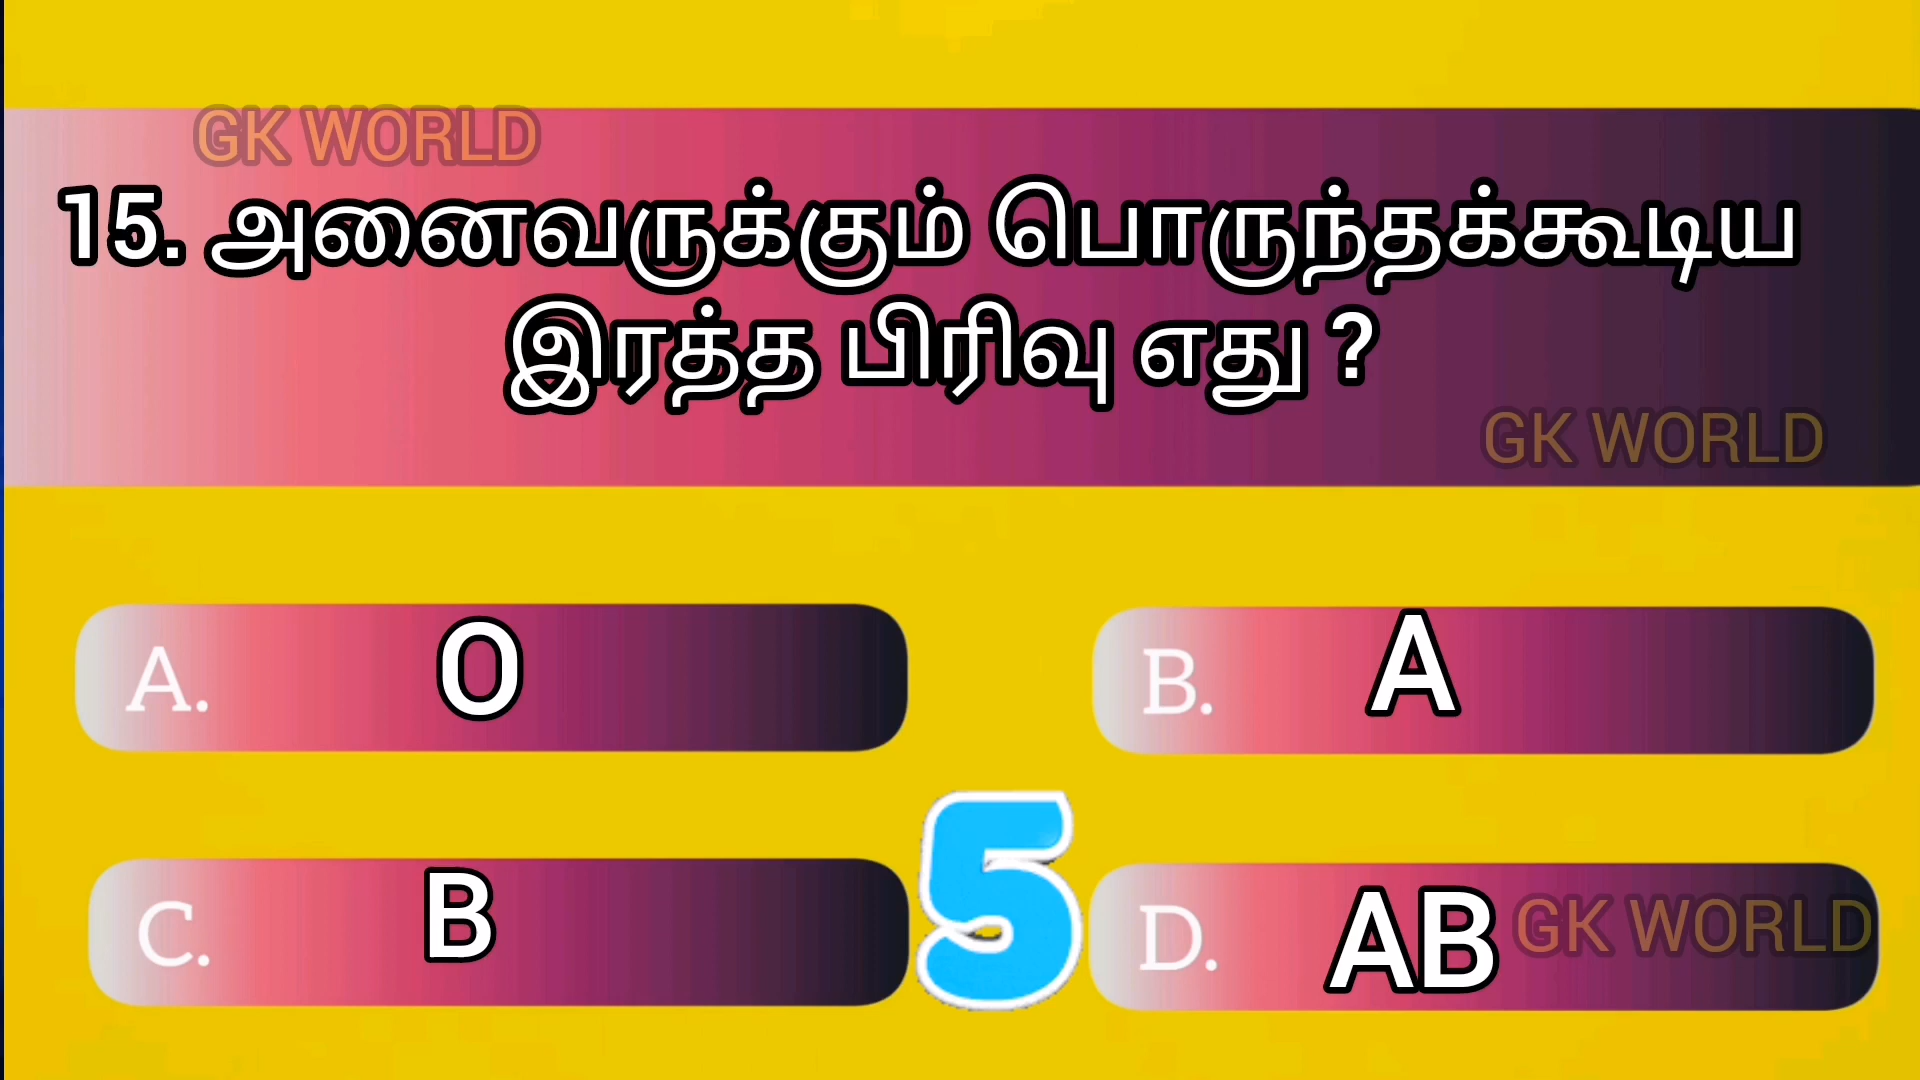 GK WORLD
15. அனைவருக்கும் பொருந்தக்கூடிய
இரத்த பிரிவு எது ?
GK WORLD
A. O
B. A
C. B
5
D. AB
GK WORLD